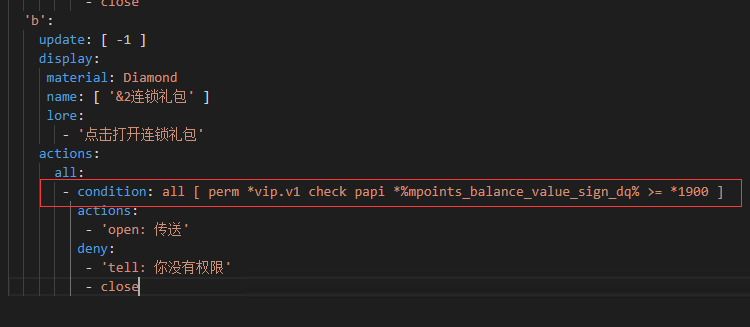 - close
'b':
update: [ -1 ]
display:
material: Diamond
name: [ '&2连锁礼包' ]
lore:
- '点击打开连锁礼包'
actions:
all:
- condition: all [ perm *vip.v1 check papi *%mpoints_balance_value_sign_dq% >= *1900 ]
actions:
- 'open: 传送'
deny:
- 'tell: 你没有权限'
- close